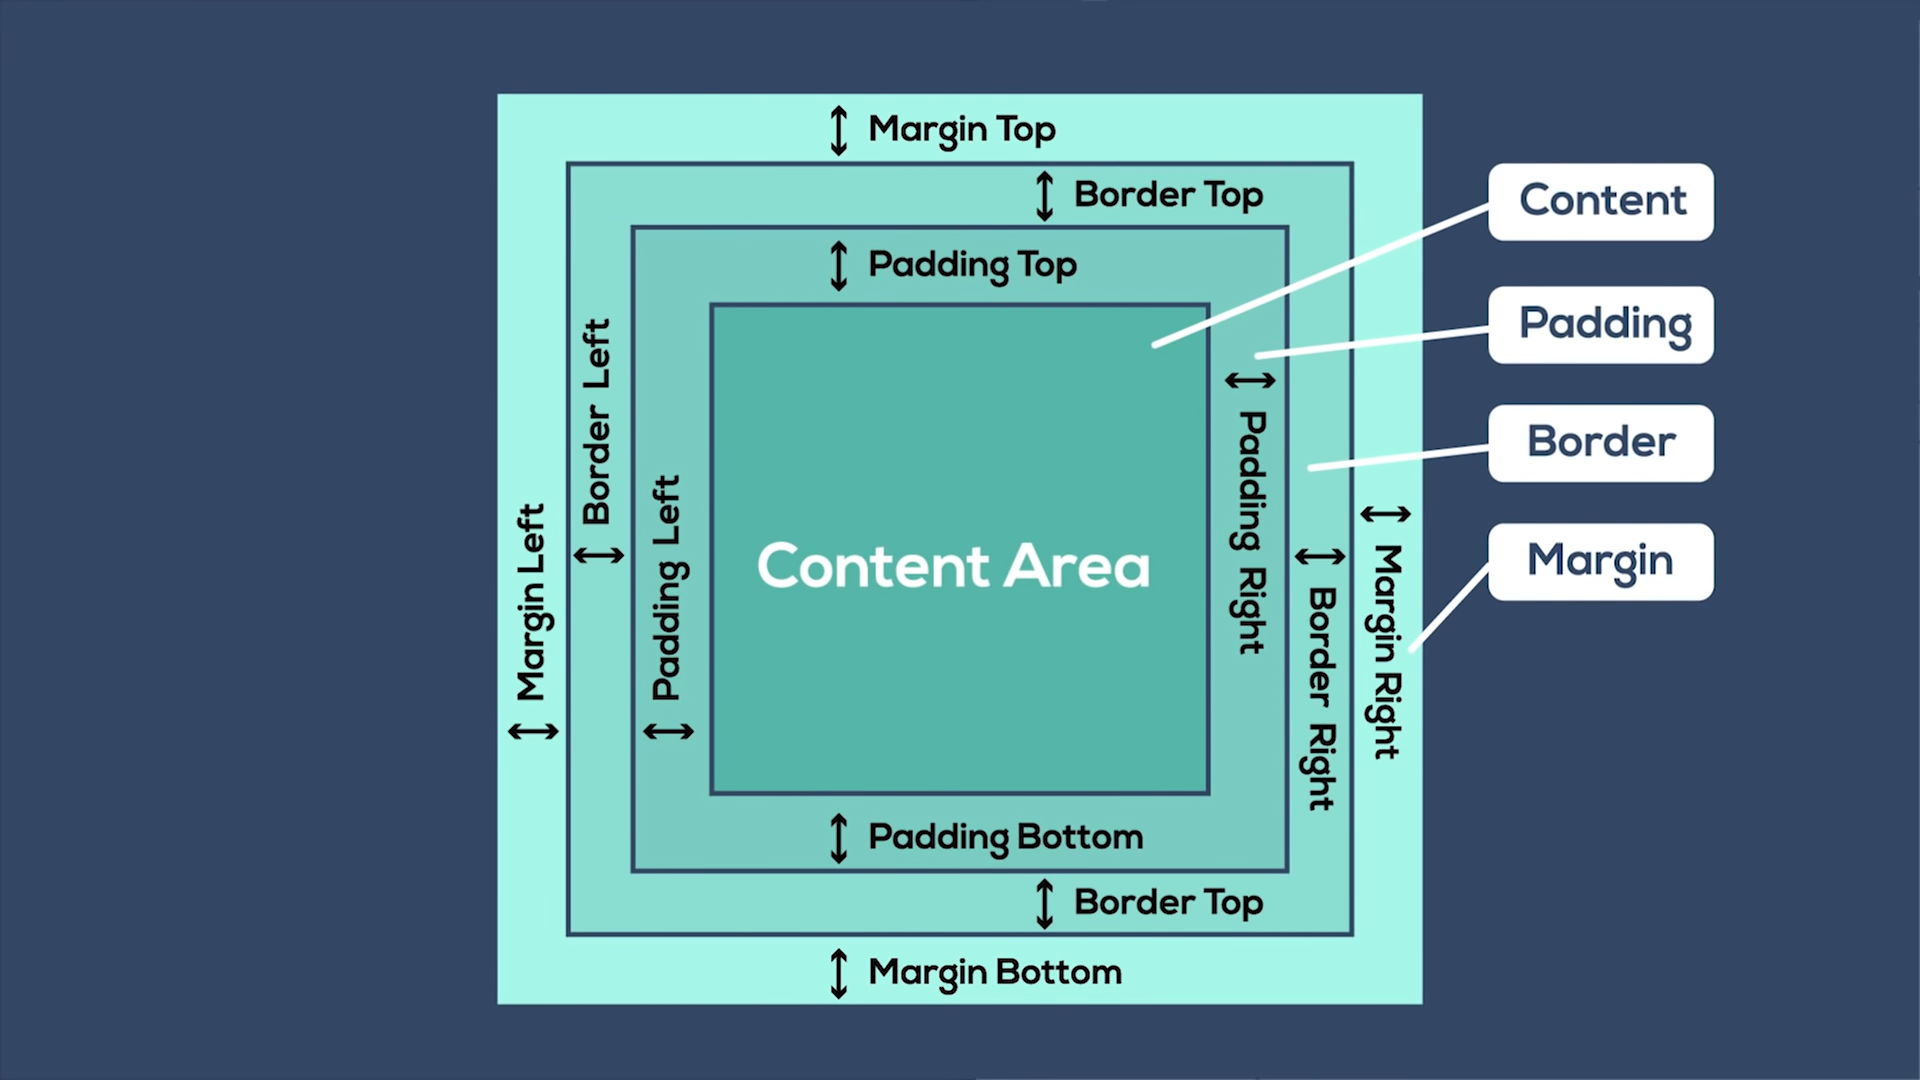 Margin Top
Border Top
Padding Top
Content
Padding
Border
Margin
Margin Left
Border Left
Padding Left
Content Area
Padding Right
Border Right
Margin Right
Padding Bottom
Border Top
Margin Bottom